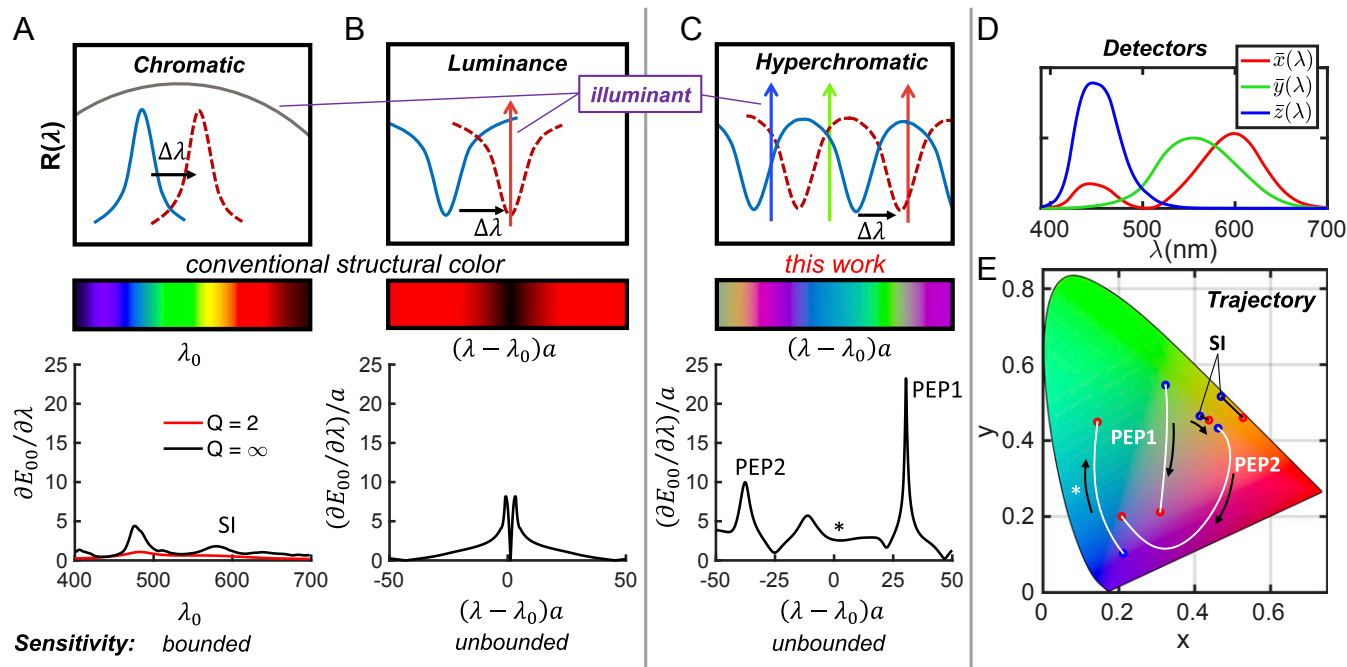 A
Chromatic
R(λ)
Δλ
B
Luminance
Δλ
illuminant
C
Hyperchromatic
Δλ
conventional structural color
this work
λ₀
(λ − λ₀)a
(λ − λ₀)a
∂E₀₀/∂λ
25
20
15
10
5
0
Q = 2
Q = ∞
SI
400 500 600 700
λ₀
(∂E₀₀/∂λ)/a
25
20
15
10
5
0
-50 0 50
(λ − λ₀)a
(∂E₀₀/∂λ)/a
25
20
15
10
5
0
PEP2
*
PEP1
-50 -25 0 25 50
(λ − λ₀)a
Sensitivity: bounded
unbounded
unbounded
D
Detectors
x̄(λ)
ȳ(λ)
z̄(λ)
400 500 600 700
λ(nm)
E
Trajectory
SI
PEP1
PEP2
*
y
0.8
0.6
0.4
0.2
0
0 0.2 0.4 0.6
x